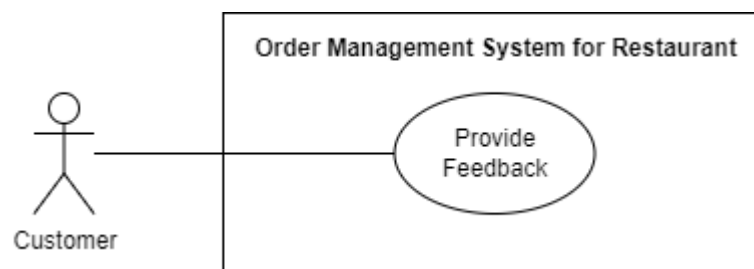 Order Management System for Restaurant
Provide
Feedback
Customer